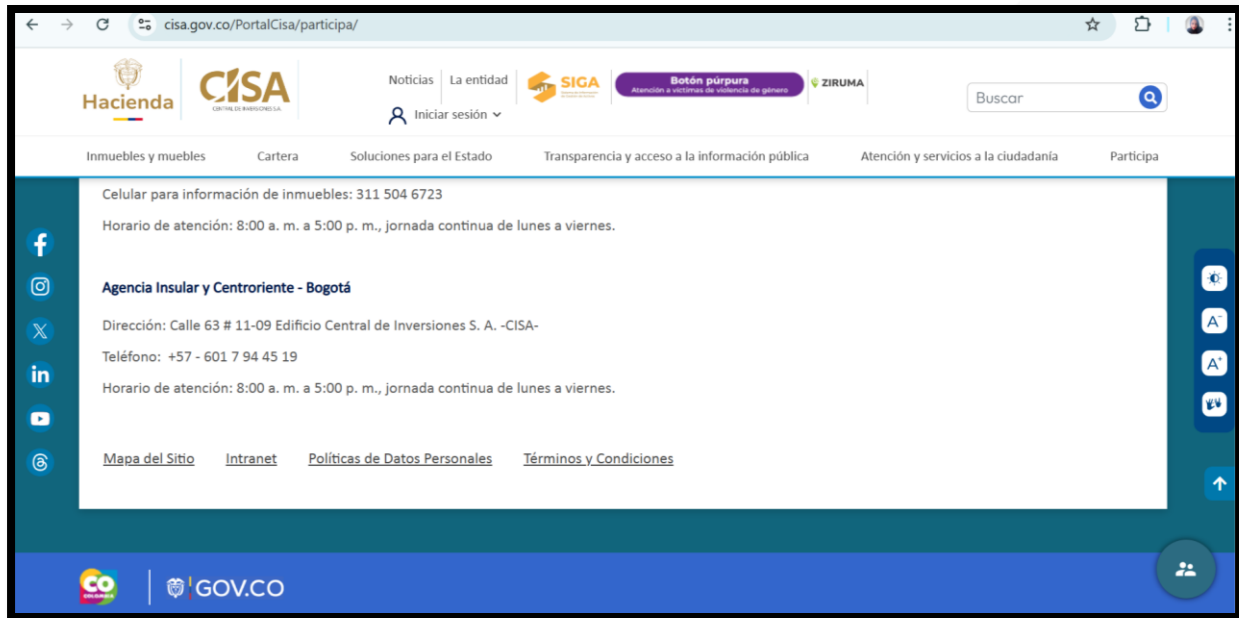 cisa.gov.co/PortalCisa/participa/
Hacienda
CISA
CENTRAL DE INVERSIONES S.A.
Noticias
La entidad
SIGA
Botón púrpura
Atención a víctimas de violencia de género
ZIRUMA
Iniciar sesión
Buscar
Inmuebles y muebles
Cartera
Soluciones para el Estado
Transparencia y acceso a la información pública
Atención y servicios a la ciudadanía
Participa
Celular para información de inmuebles: 311 504 6723
Horario de atención: 8:00 a. m. a 5:00 p. m., jornada continua de lunes a viernes.
Agencia Insular y Centroriente - Bogotá
Dirección: Calle 63 # 11-09 Edificio Central de Inversiones S. A. -CISA-
Teléfono: +57 - 601 7 94 45 19
Horario de atención: 8:00 a. m. a 5:00 p. m., jornada continua de lunes a viernes.
Mapa del Sitio
Intranet
Políticas de Datos Personales
Términos y Condiciones
A-
A+
CO
COLOMBIA
GOV.CO